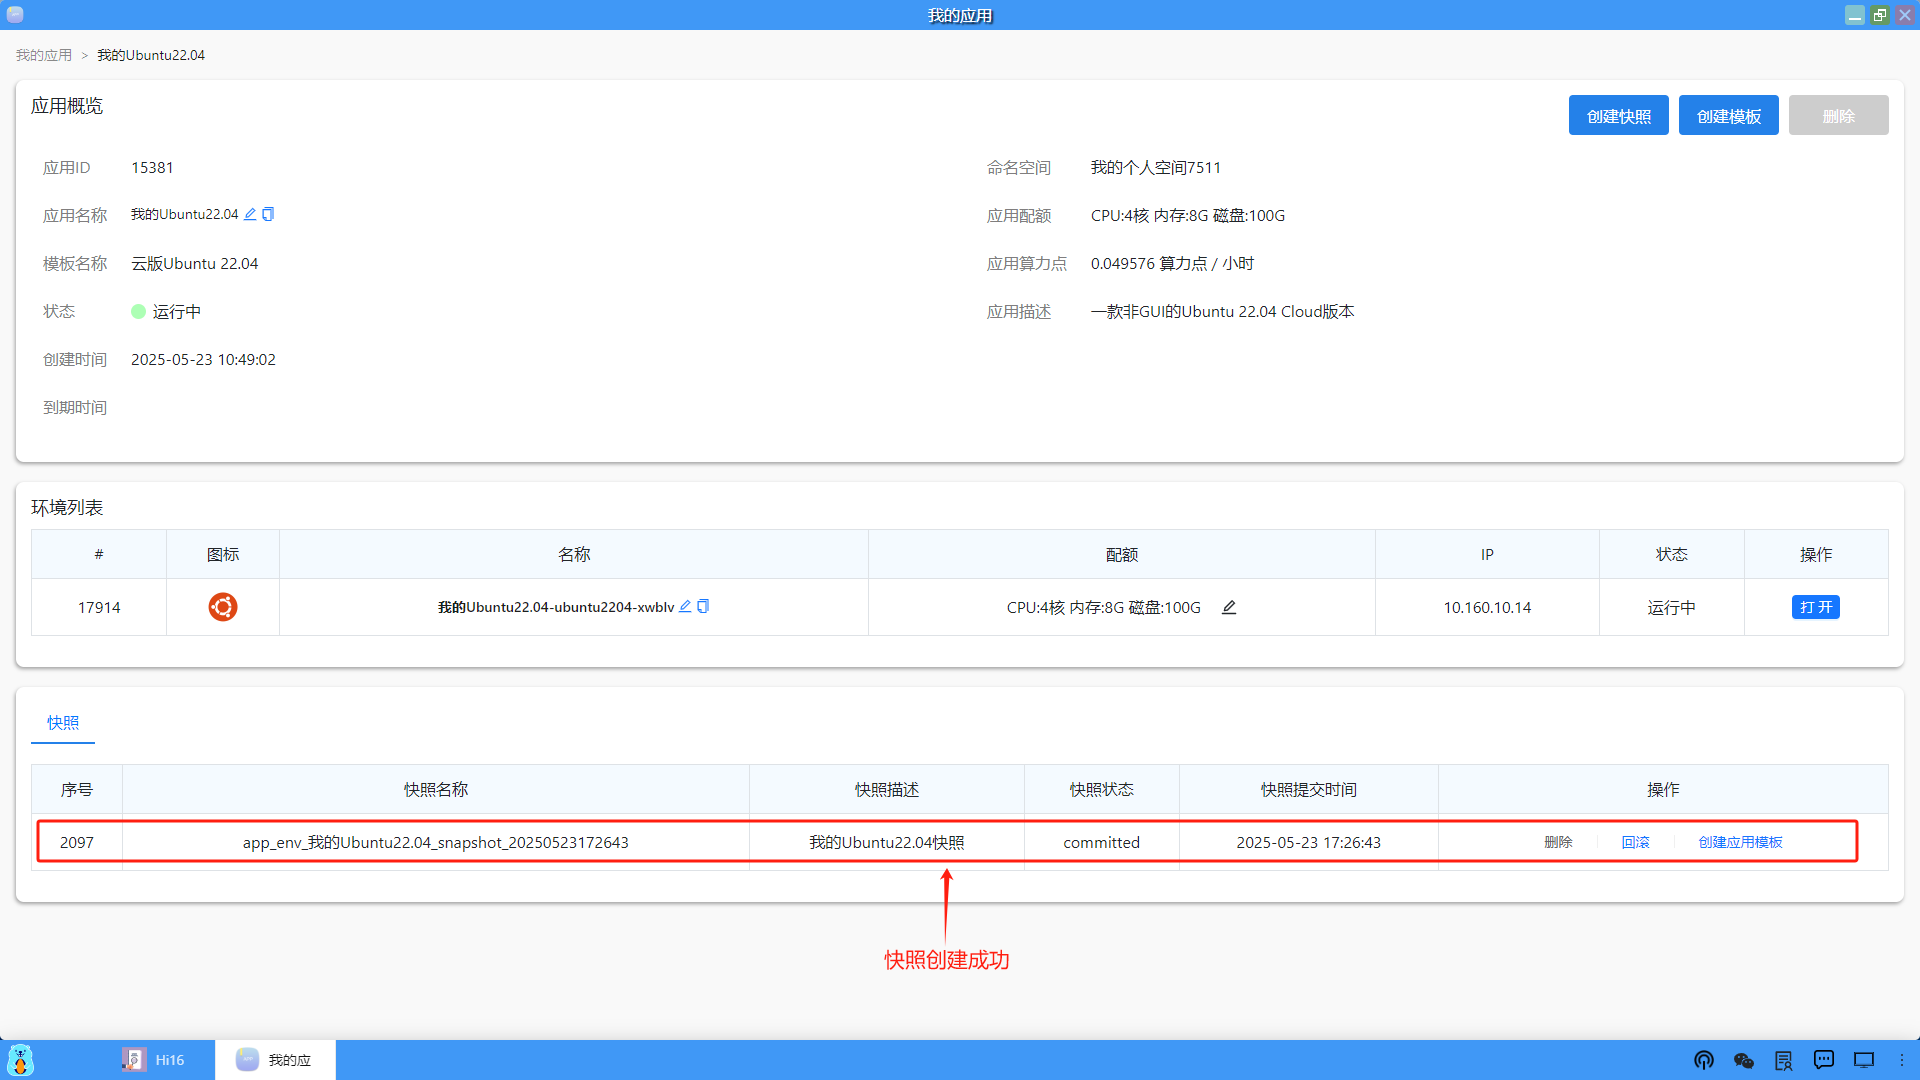 我的应用
我的应用 > 我的Ubuntu22.04
应用概览
创建快照 创建模板 删除
应用ID 15381 命名空间 我的个人空间7511
应用名称 我的Ubuntu22.04 应用配额 CPU:4核 内存:8G 磁盘:100G
模板名称 云版Ubuntu 22.04 应用算力点 0.049576 算力点 / 小时
状态 运行中 应用描述 一款非GUI的Ubuntu 22.04 Cloud版本
创建时间 2025-05-23 10:49:02
到期时间
环境列表
# 图标 名称 配额 IP 状态 操作
17914 我的Ubuntu22.04-ubuntu2204-xwblv CPU:4核 内存:8G 磁盘:100G 10.160.10.14 运行中 打 开
快照
序号 快照名称 快照描述 快照状态 快照提交时间 操作
2097 app_env_我的Ubuntu22.04_snapshot_20250523172643 我的Ubuntu22.04快照 committed 2025-05-23 17:26:43 删除 回滚 创建应用模板
快照创建成功
Hi16 我的应